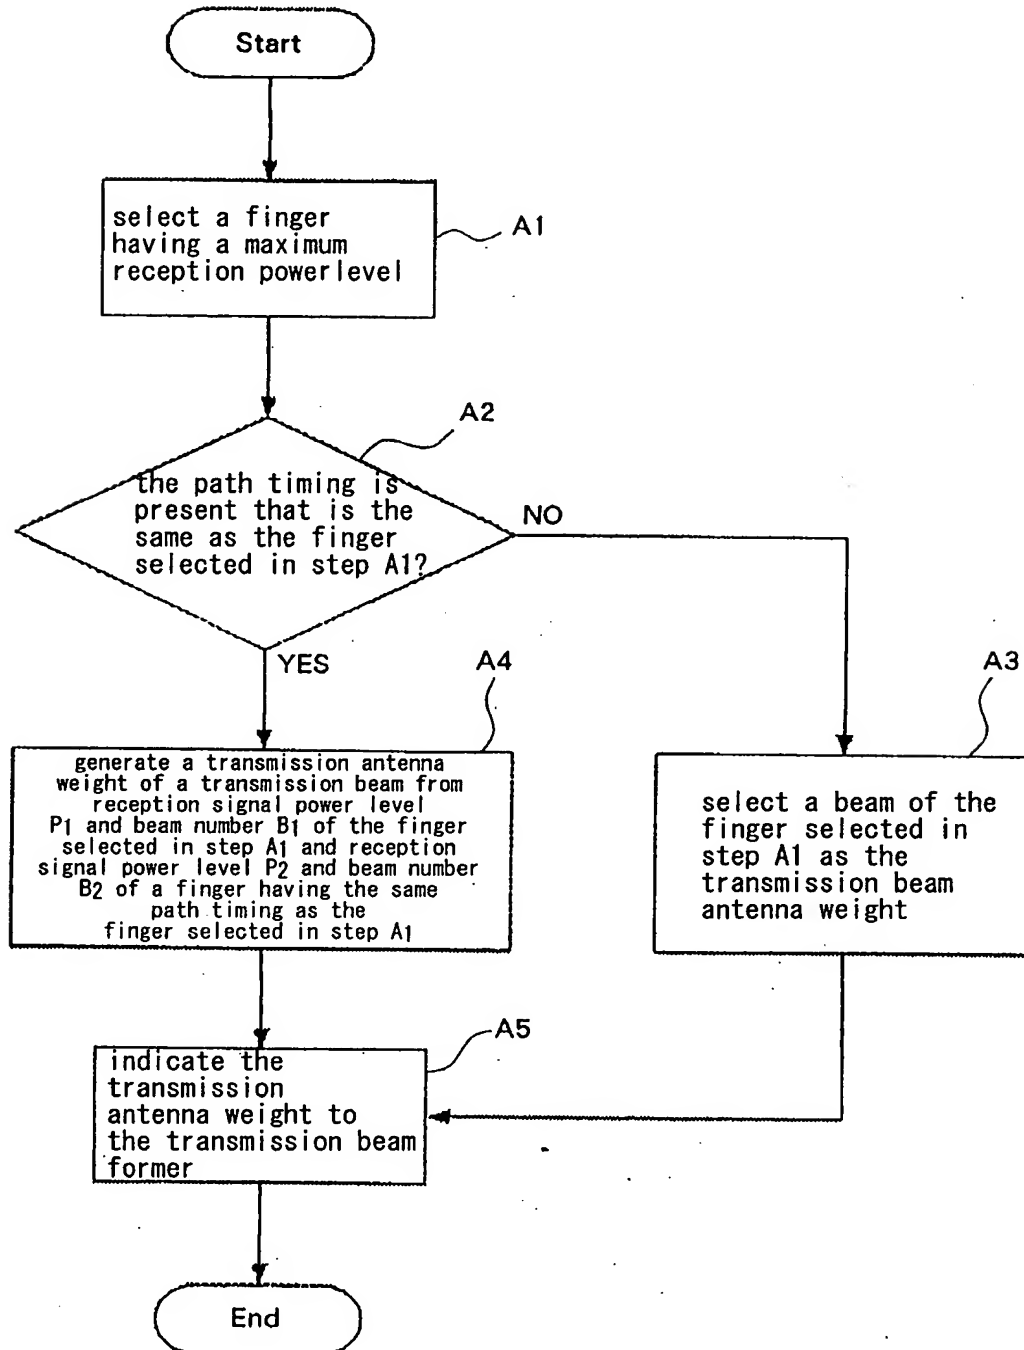 Start
select a finger
having a maximum
reception powerlevel
A1
A2
the path timing is
present that is the
same as the finger
selected in step A1?
NO
YES
A4
generate a transmission antenna
weight of a transmission beam from
reception signal power level
P1 and beam number B1 of the finger
selected in step A1 and reception
signal power level P2 and beam number
B2 of a finger having the same
path timing as the
finger selected in step A1
A3
select a beam of the
finger selected in
step A1 as the
transmission beam
antenna weight
A5
indicate the
transmission
antenna weight to
the transmission beam
former
End